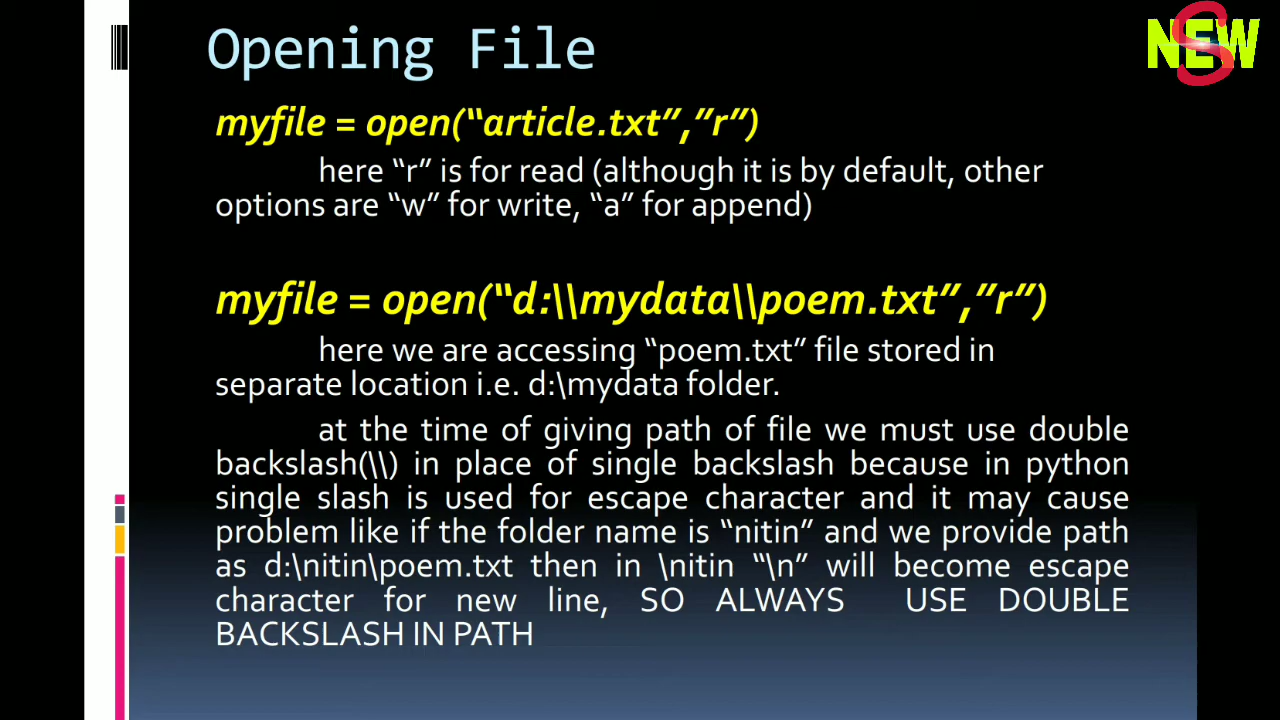 Opening File
NEW
S
myfile = open(“article.txt”,”r”)
here “r” is for read (although it is by default, other
options are “w” for write, “a” for append)
myfile = open(“d:\\mydata\\poem.txt”,”r”)
here we are accessing “poem.txt” file stored in
separate location i.e. d:\mydata folder.
at the time of giving path of file we must use double
backslash(\\) in place of single backslash because in python
single slash is used for escape character and it may cause
problem like if the folder name is “nitin” and we provide path
as d:\nitin\poem.txt then in \nitin “\n” will become escape
character for new line, SO ALWAYS USE DOUBLE
BACKSLASH IN PATH